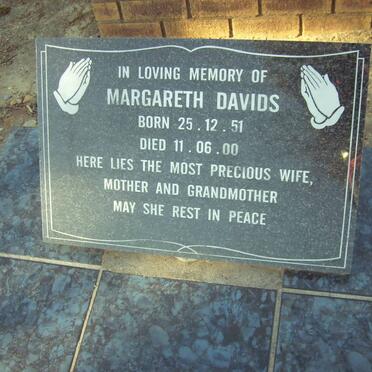 IN LOVING MEMORY OF
MARGARETH DAVIDS
BORN 25.12.51
DIED 11.06.00
HERE LIES THE MOST PRECIOUS WIFE,
MOTHER AND GRANDMOTHER
MAY SHE REST IN PEACE